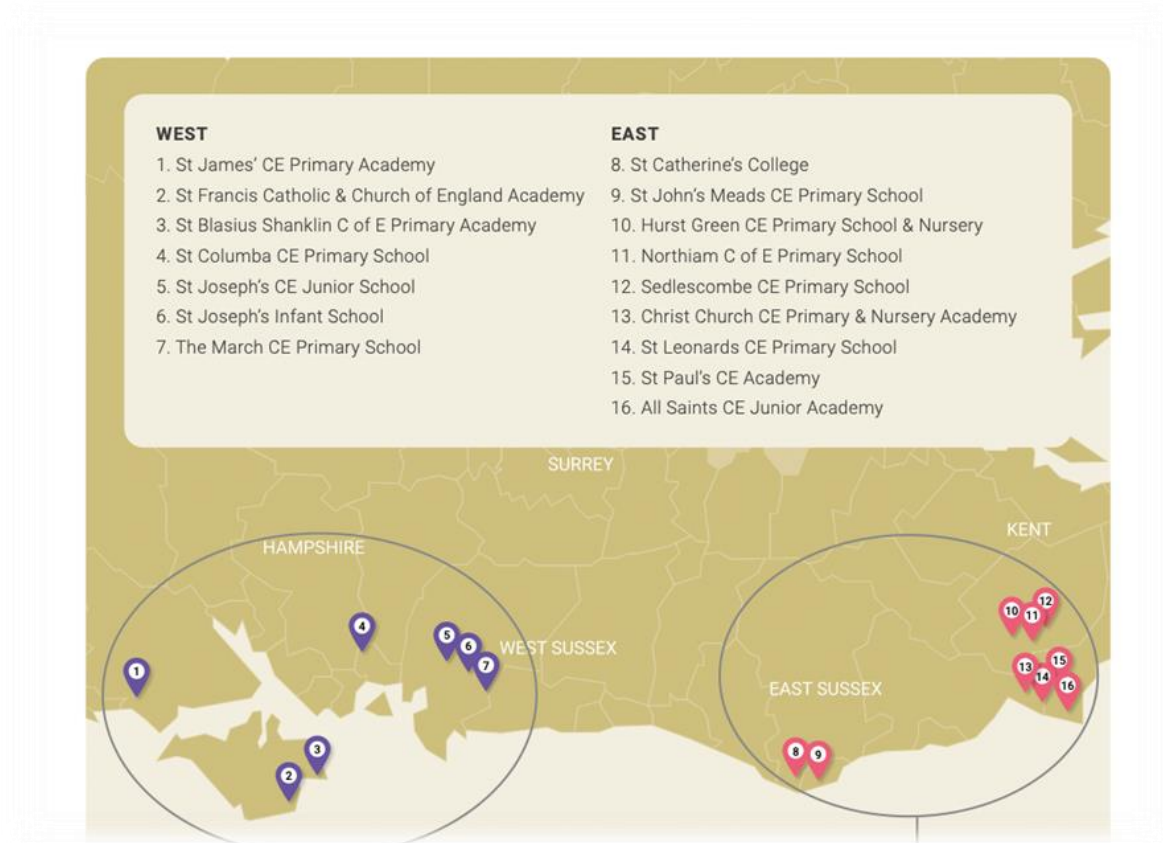 WEST
1. St James’ CE Primary Academy
2. St Francis Catholic & Church of England Academy
3. St Blasius Shanklin C of E Primary Academy
4. St Columba CE Primary School
5. St Joseph’s CE Junior School
6. St Joseph’s Infant School
7. The March CE Primary School
EAST
8. St Catherine’s College
9. St John’s Meads CE Primary School
10. Hurst Green CE Primary School & Nursery
11. Northiam C of E Primary School
12. Sedlescombe CE Primary School
13. Christ Church CE Primary & Nursery Academy
14. St Leonards CE Primary School
15. St Paul’s CE Academy
16. All Saints CE Junior Academy
SURREY
KENT
HAMPSHIRE
12
10
11
4
5
6
WEST SUSSEX
15
13
7
1
14
16
EAST SUSSEX
3
8
9
2